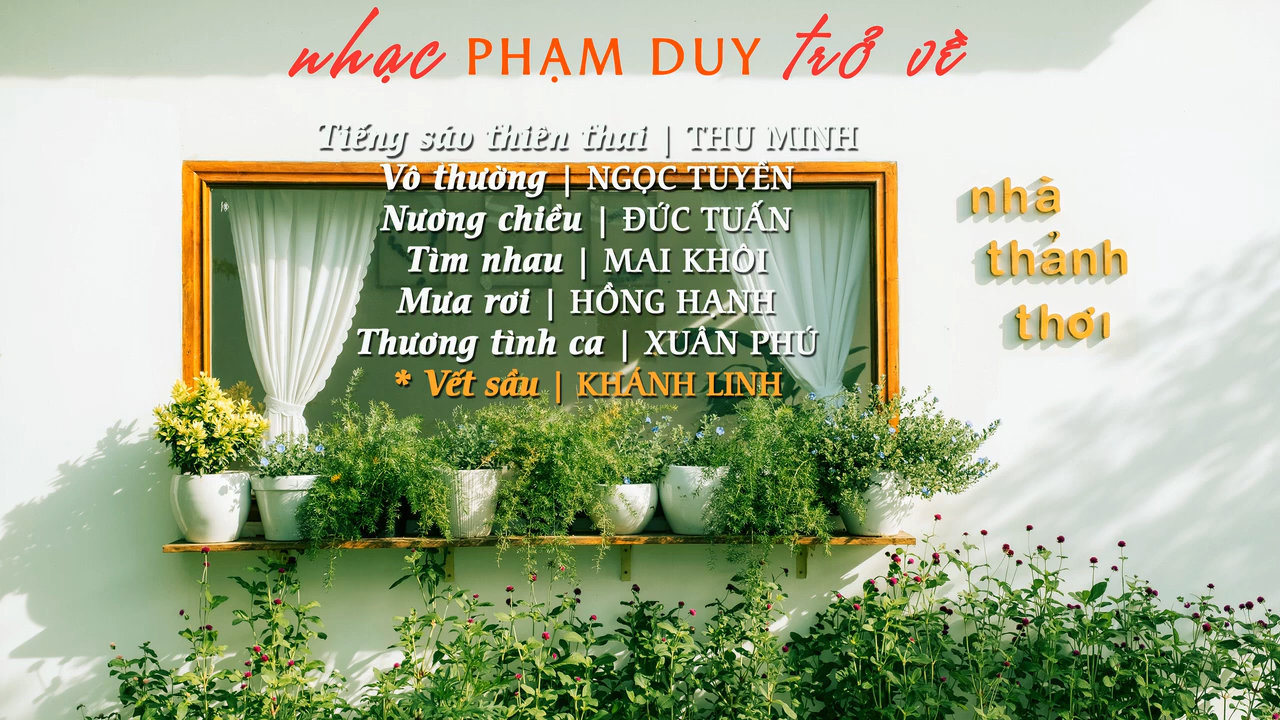 nhạc PHẠM DUY trở về
Tiếng sáo thiên thai | THU MINH
Vô thường | NGỌC TUYỀN
Nương chiều | ĐỨC TUẤN
Tìm nhau | MAI KHÔI
Mưa rơi | HỒNG HẠNH
Thương tình ca | XUÂN PHÚ
* Vết sầu | KHÁNH LINH
nhà
thảnh
thơi